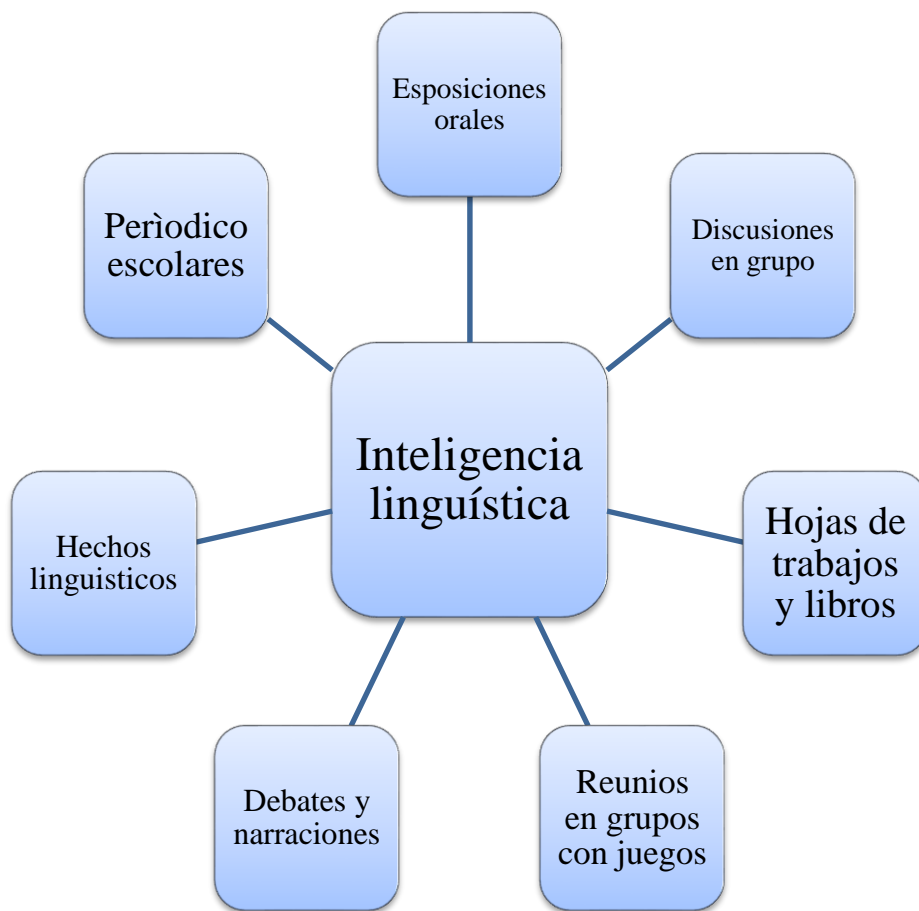 Esposiciones
orales
Discusiones
en grupo
Hojas de
trabajos
y libros
Reunios
en grupos
con juegos
Debates y
narraciones
Hechos
linguisticos
Perìodico
escolares
Inteligencia
linguística